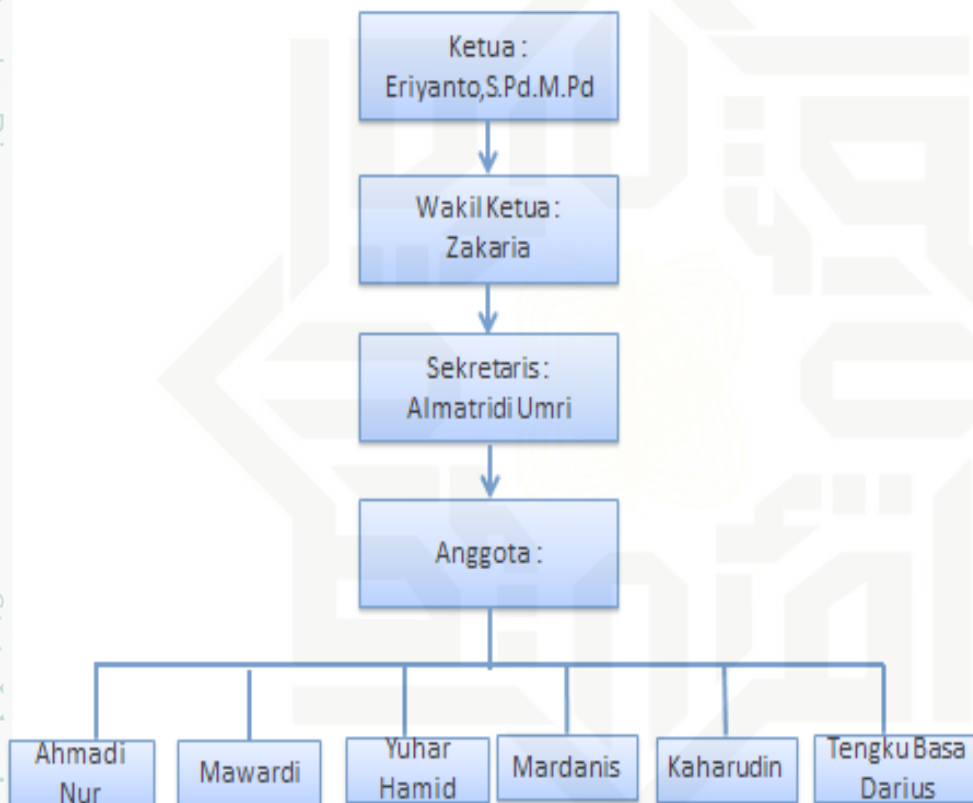 Ketua :
Eriyanto,S.Pd.M.Pd
Wakil Ketua :
Zakaria
Sekretaris :
Almatridi Umri
Anggota :
Ahmadi
Nur
Mawardi
Yuhar
Hamid
Mardanis
Kaharudin
Tengku Basa
Darius